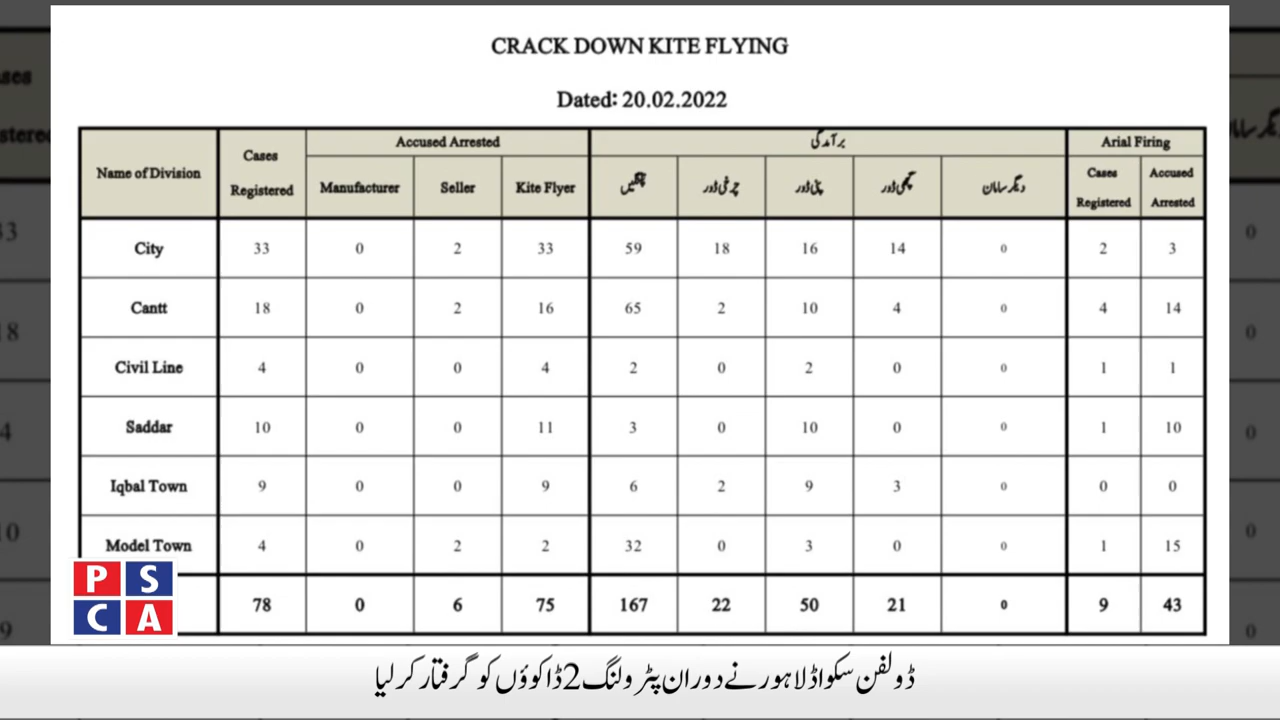 CRACK DOWN KITE FLYING
Dated: 20.02.2022
Name of Division Cases Registered Accused Arrested برآمدگی Arial Firing
Manufacturer Seller Kite Flyer پتنگیں چرخی ڈور پنی ڈور گچھی ڈور دیگر سامان Cases Registered Accused Arrested
City 33 0 2 33 59 18 16 14 0 2 3
Cantt 18 0 2 16 65 2 10 4 0 4 14
Civil Line 4 0 0 4 2 0 2 0 0 1 1
Saddar 10 0 0 11 3 0 10 0 0 1 10
Iqbal Town 9 0 0 9 6 2 9 3 0 0 0
Model Town 4 0 2 2 32 0 3 0 0 1 15
78 0 6 75 167 22 50 21 0 9 43
PSCA
ڈولفن سکواڈ لاہور نے دوران پٹرولنگ 2 ڈاکوؤں کو گرفتار کر لیا